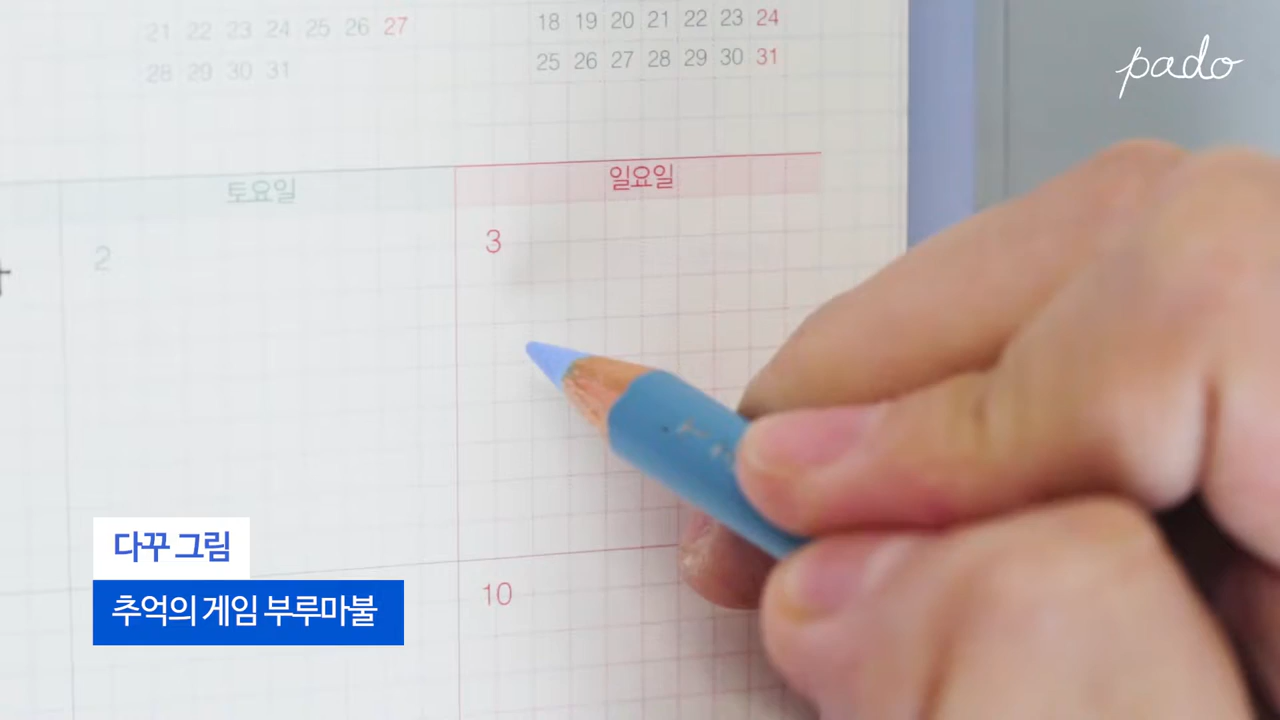 21 22 23 24 25 26 27
28 29 30 31
18 19 20 21 22 23 24
25 26 27 28 29 30 31
pado
토요일
일요일
2
3
다꾸 그림
추억의 게임 부루마불
10